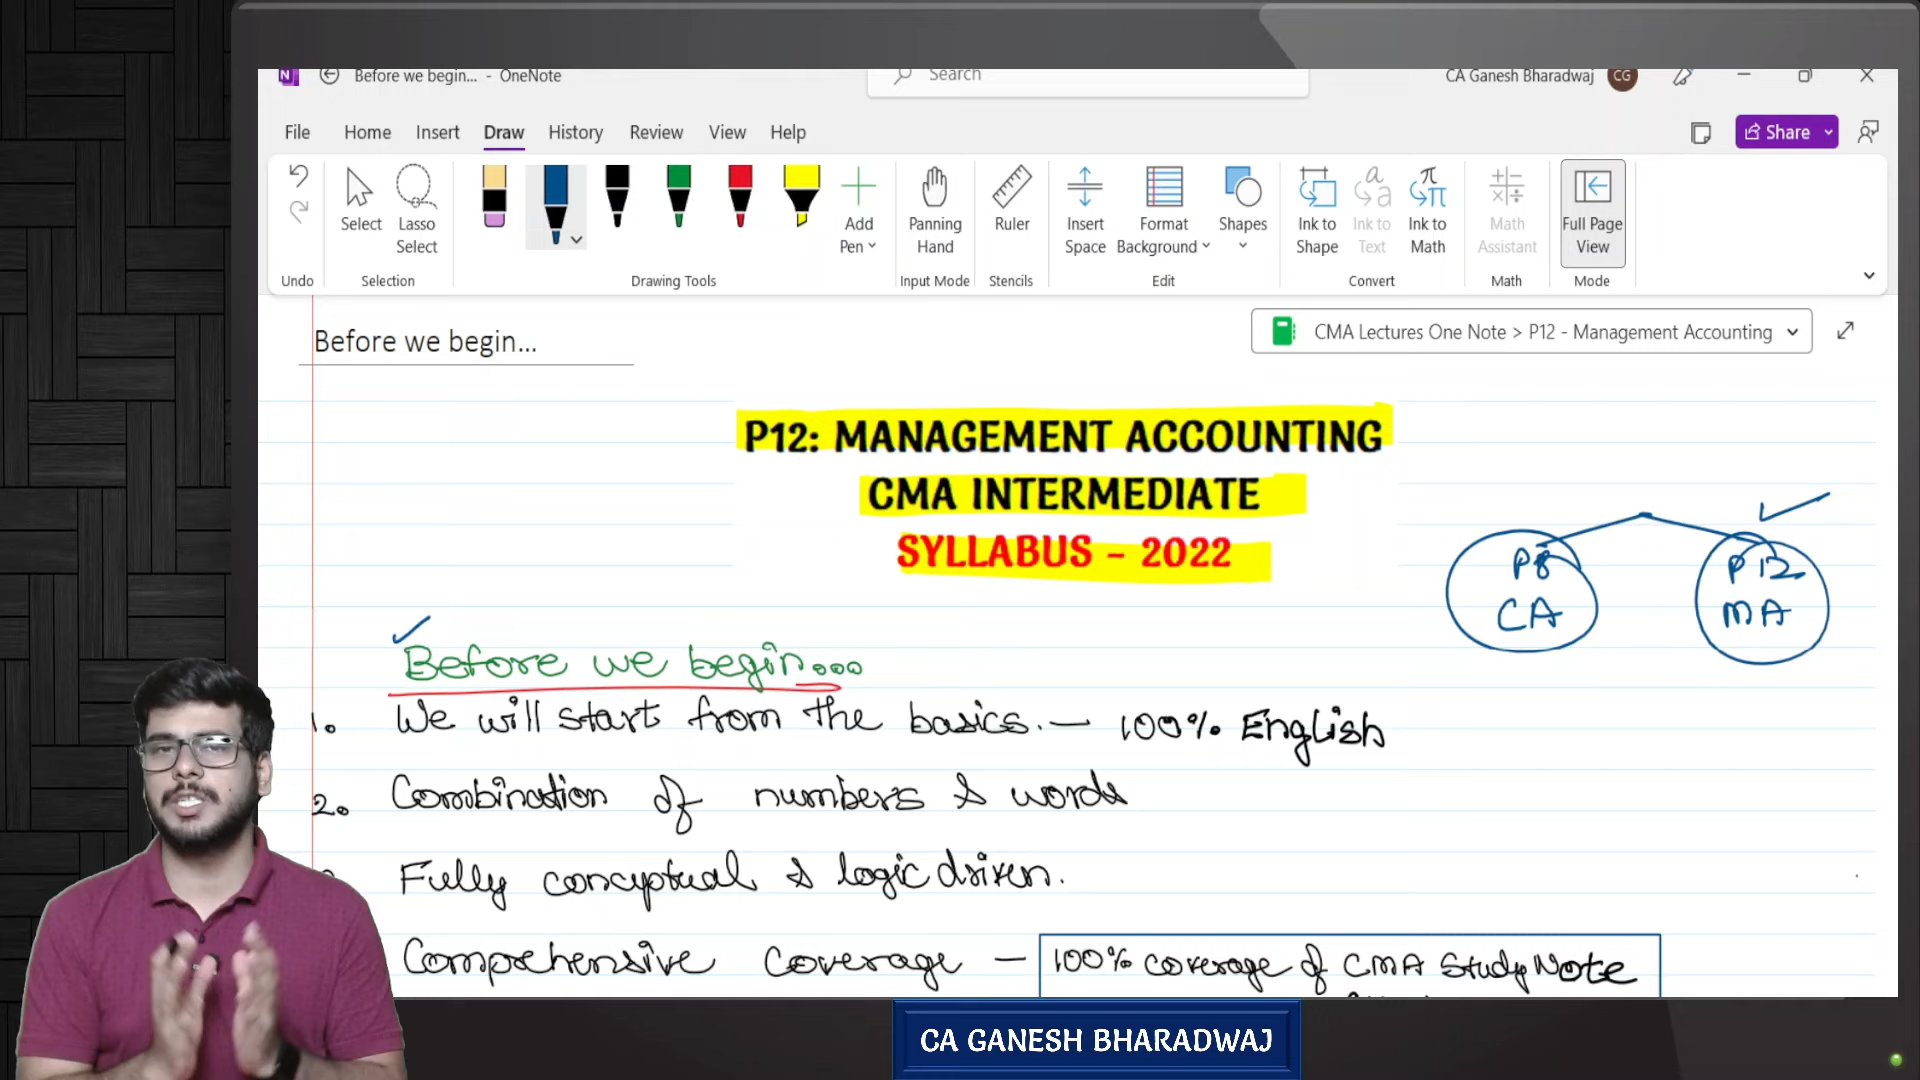 Before we begin... - OneNote
Search
CA Ganesh Bharadwaj CG
File Home Insert Draw History Review View Help
Share
Select
Lasso Select
Add Pen
Panning Hand
Ruler
Insert Space
Format Background
Shapes
Ink to Shape
Ink to Text
Ink to Math
Math Assistant
Full Page View
Undo Selection Drawing Tools Input Mode Stencils Edit Convert Math Mode
Before we begin...
CMA Lectures One Note > P12 - Management Accounting
P12: MANAGEMENT ACCOUNTING
CMA INTERMEDIATE
SYLLABUS - 2022
P8
CA
P12
MA
Before we begin...
1. We will start from the basics. - 100% English
2. Combination of numbers & words
Fully conceptual & logic driven.
Comprehensive Coverage - 100% coverage of CMA Study Note
CA GANESH BHARADWAJ